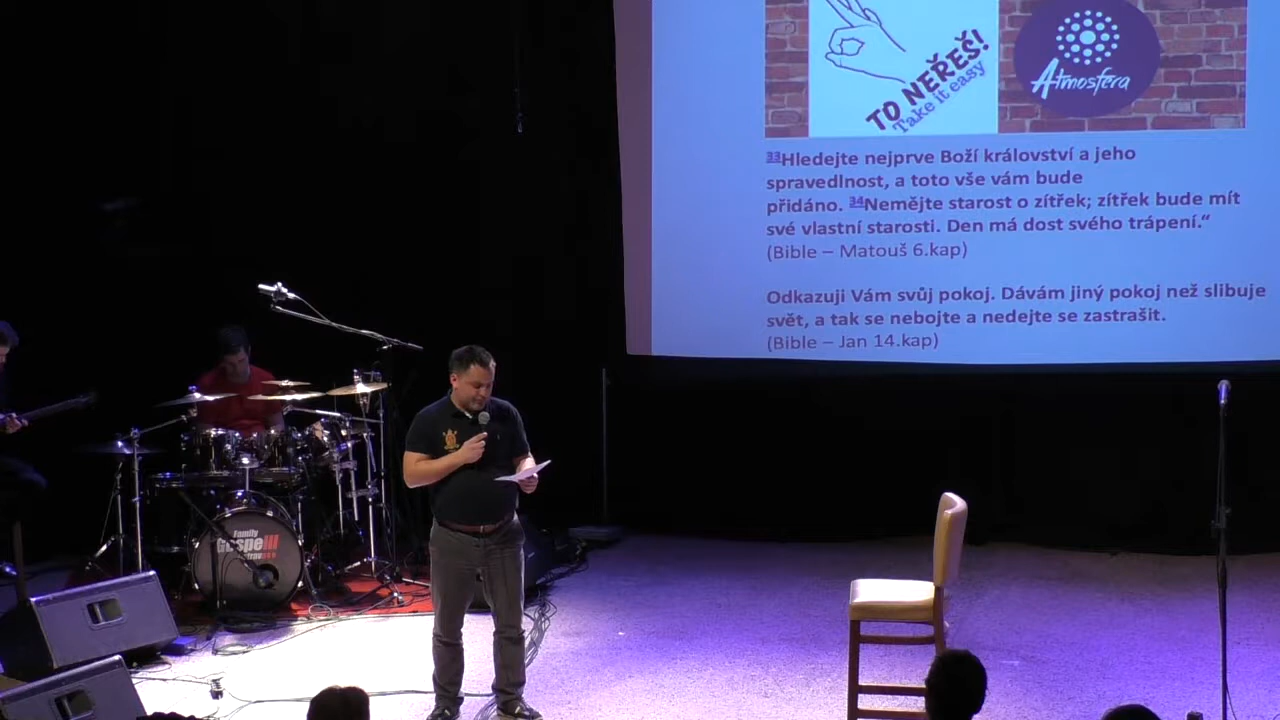 TO NEŘEŠ!
Take it easy
Atmosféra
33Hledejte nejprve Boží království a jeho
spravedlnost, a toto vše vám bude
přidáno. 34Nemějte starost o zítřek; zítřek bude mít
své vlastní starosti. Den má dost svého trápení.“
(Bible – Matouš 6.kap)
Odkazuji Vám svůj pokoj. Dávám jiný pokoj než slibuje
svět, a tak se nebojte a nedejte se zastrašit.
(Bible – Jan 14.kap)
Family
Gospel